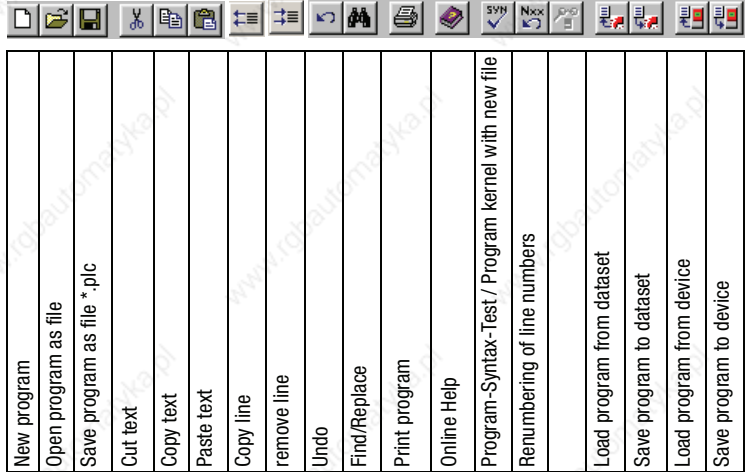 SYN
Nxx
New program
Open program as file
Save program as file *.plc
Cut text
Copy text
Paste text
Copy line
remove line
Undo
Find/Replace
Print program
Online Help
Program-Syntax-Test / Program kernel with new file
Renumbering of line numbers
Load program from dataset
Save program to dataset
Load program from device
Save program to device
www.rgbautomatyka.pl